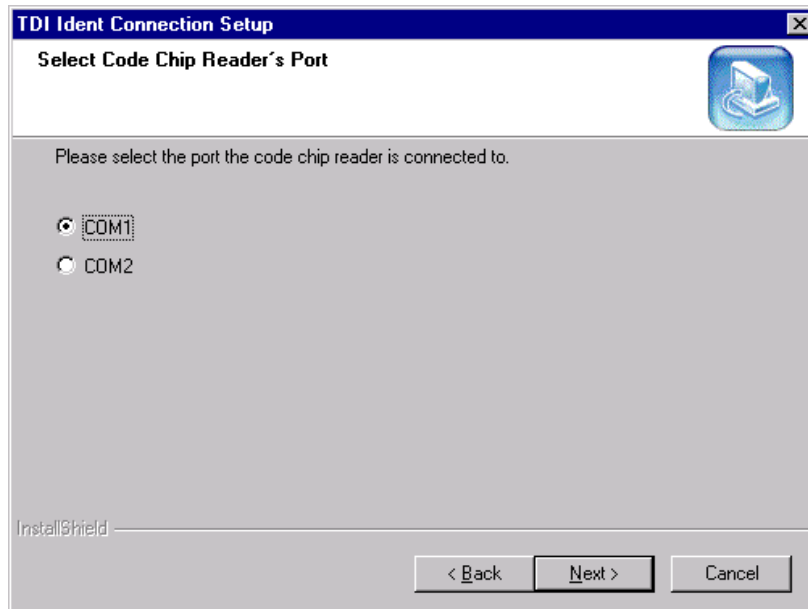 TDI Ident Connection Setup
Select Code Chip Reader´s Port
Please select the port the code chip reader is connected to.
COM1
COM2
InstallShield
< Back Next > Cancel